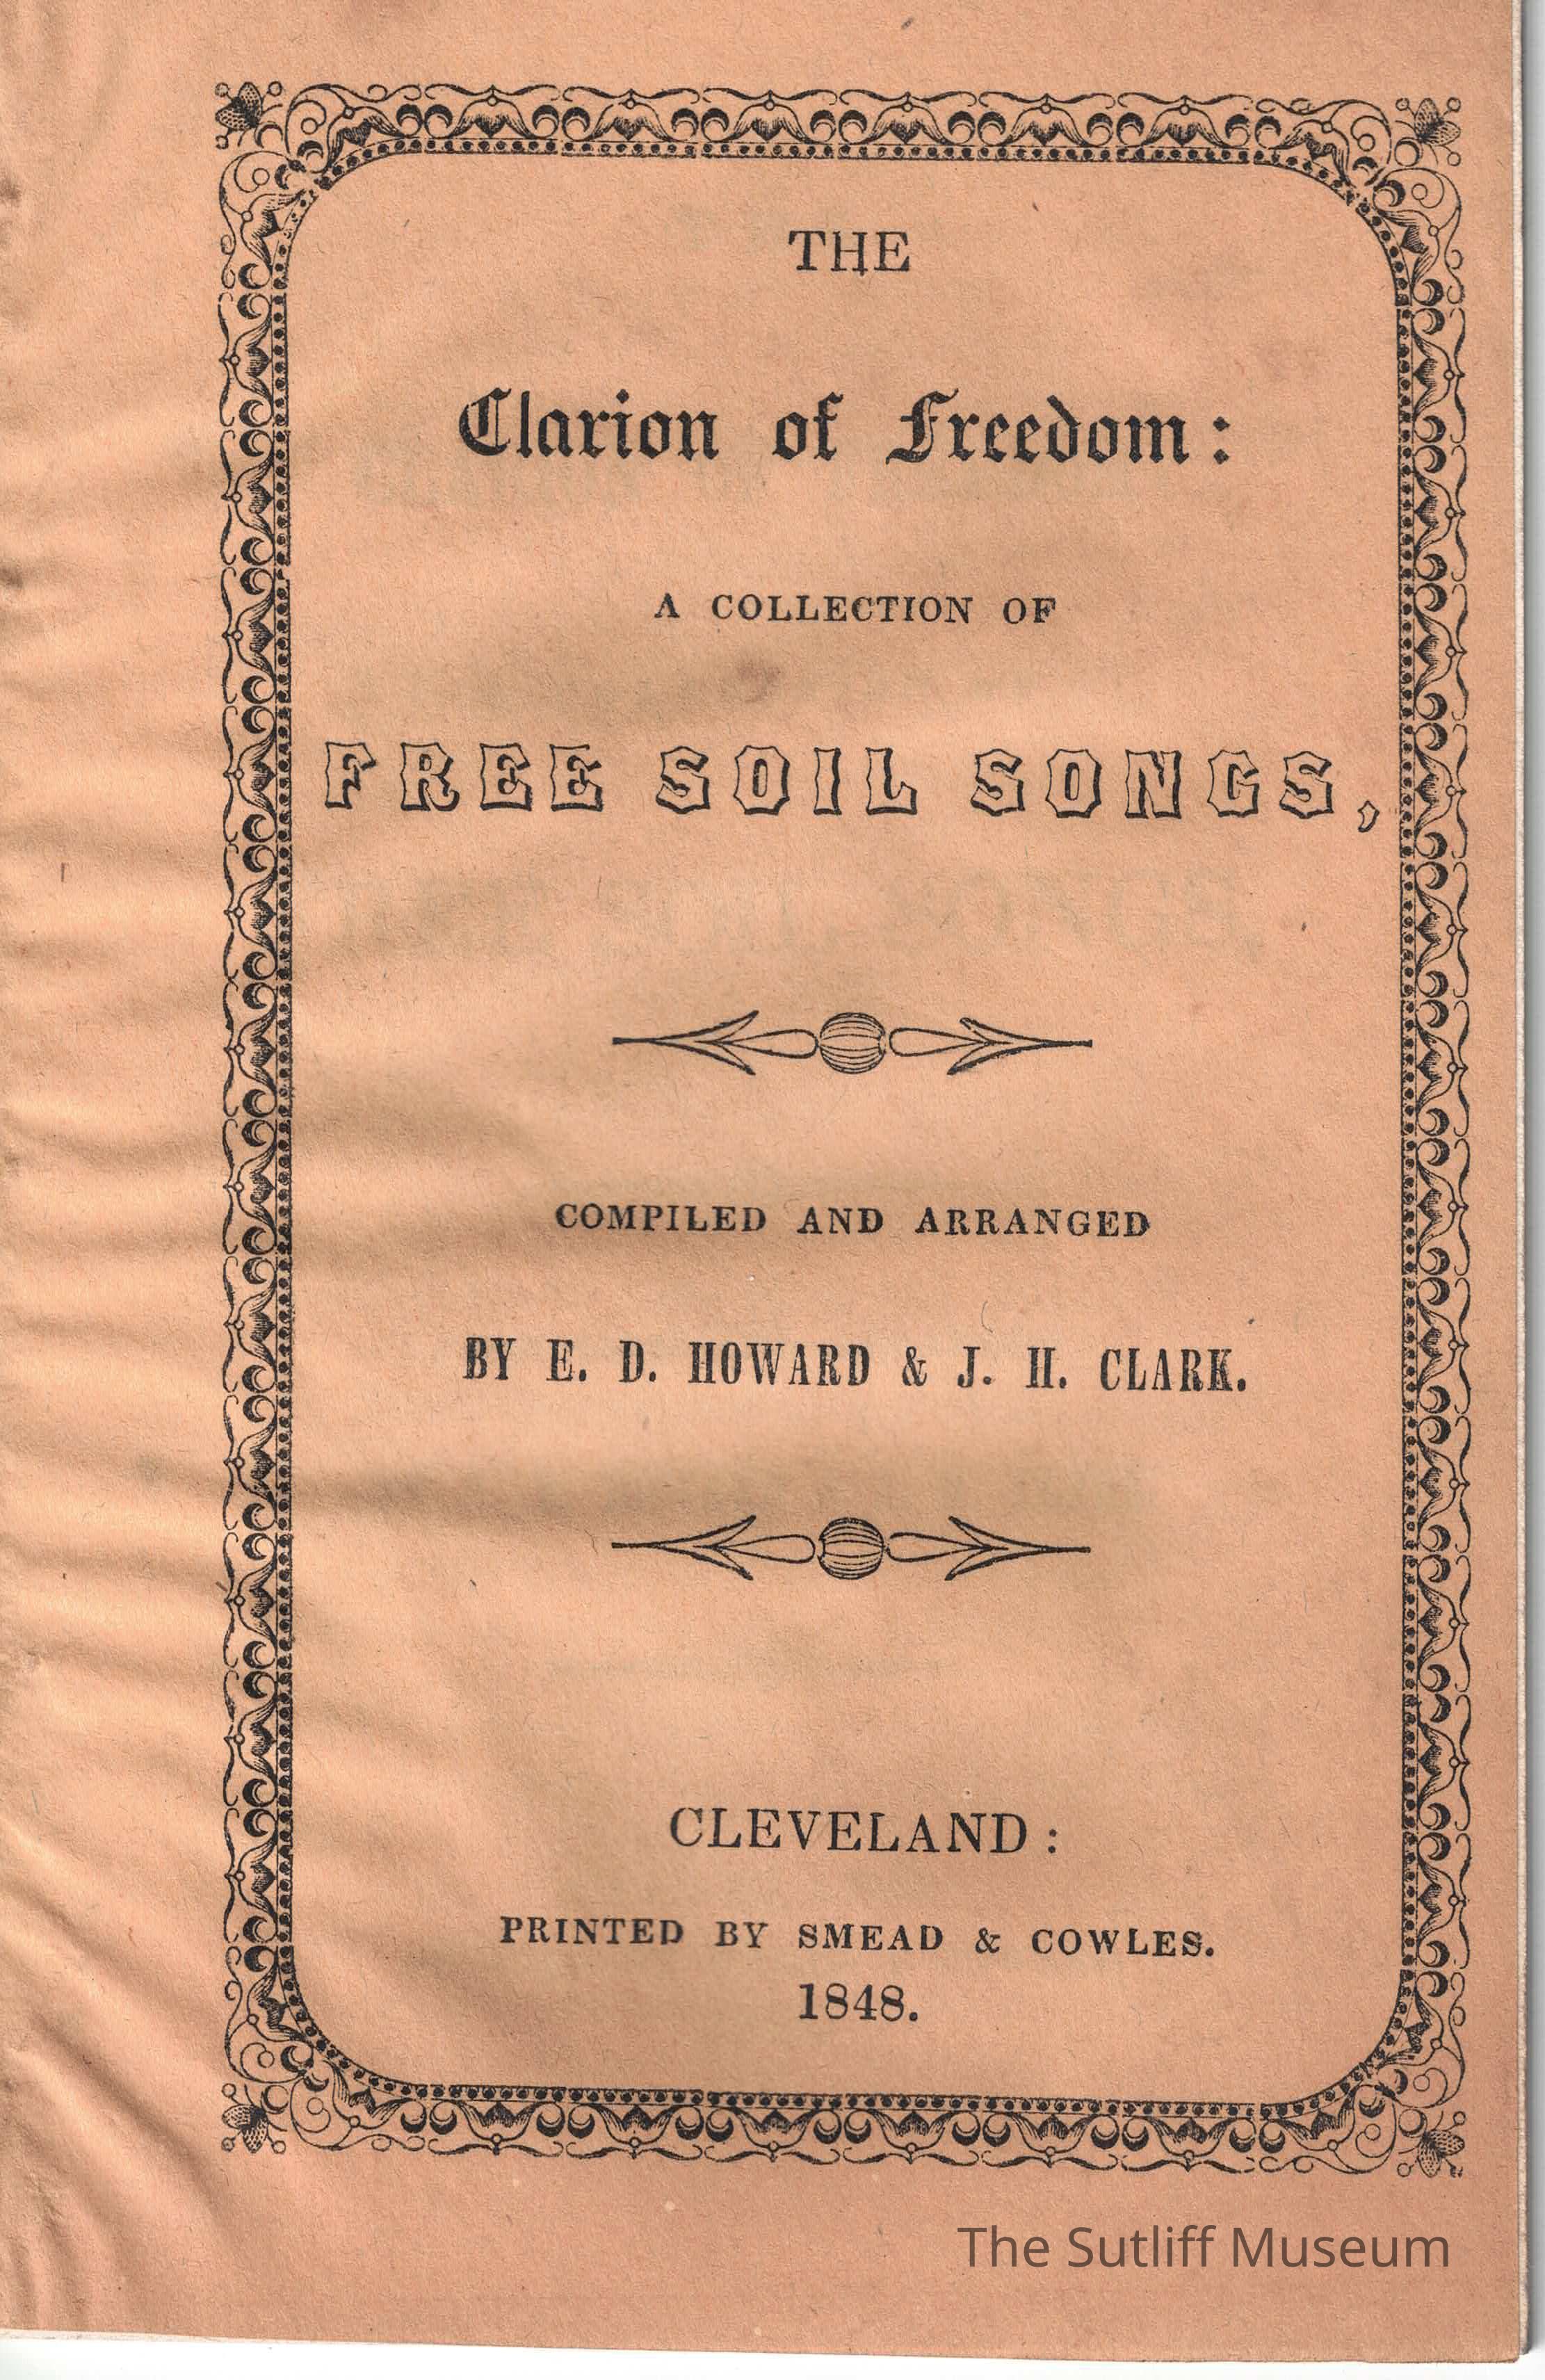 THE
Clarion of Freedom:
A COLLECTION OF
FREE SOIL SONGS,
COMPILED AND ARRANGED
BY E. D. HOWARD & J. H. CLARK.
CLEVELAND:
PRINTED BY SMEAD & COWLES.
1848.
The Sutliff Museum